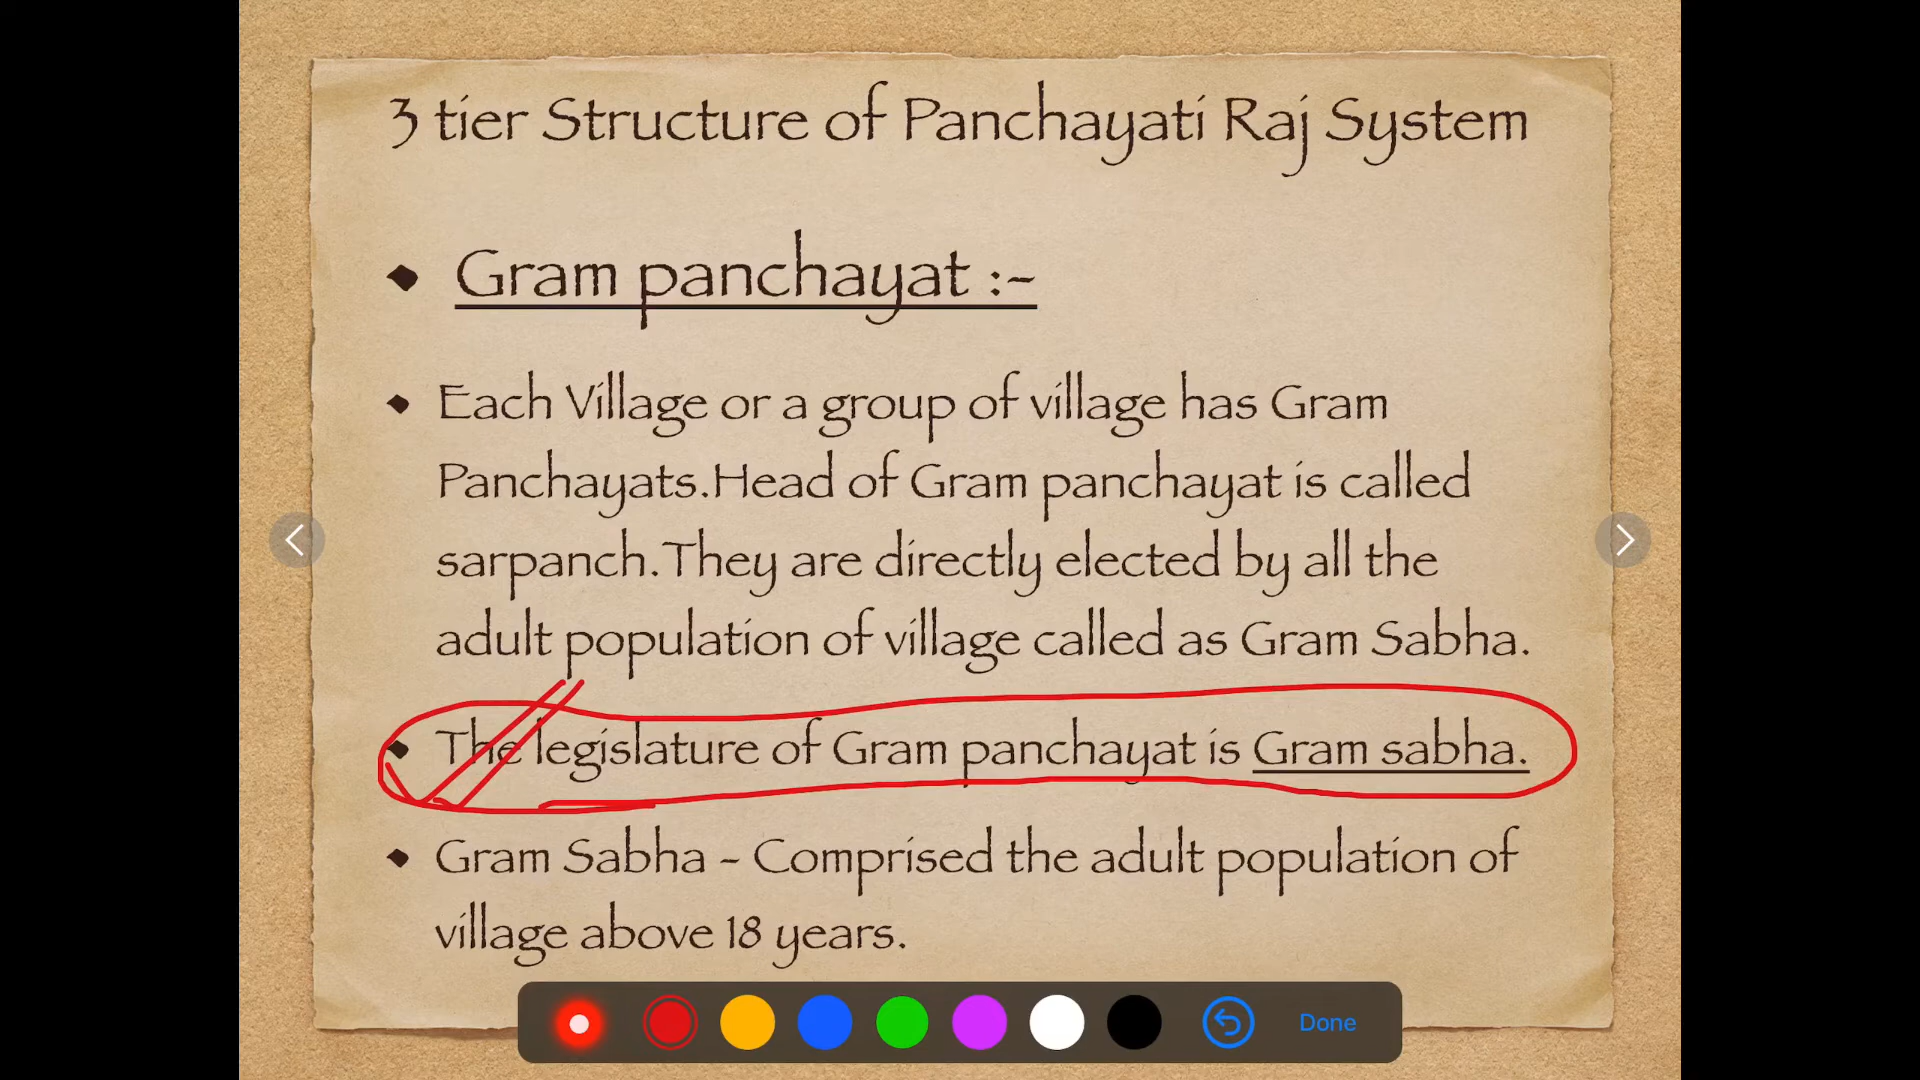 3 tier Structure of Panchayati Raj System
Gram panchayat :-
Each Village or a group of village has Gram
Panchayats.Head of Gram panchayat is called
sarpanch.They are directly elected by all the
adult population of village called as Gram Sabha.
The legislature of Gram panchayat is Gram sabha.
Gram Sabha - Comprised the adult population of
village above 18 years.
Done